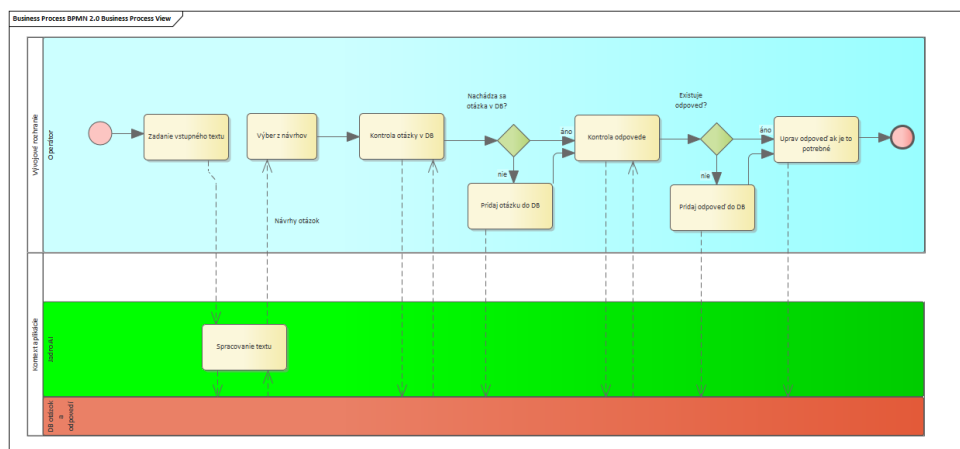 Business Process BPMN 2.0 Business Process View
Vývojové rozhranie
Operátor
Zadanie vstupného textu
Výber z návrhov
Kontrola otázky v DB
Nachádza sa
otázka v DB?
áno
nie
Pridaj otázku do DB
Kontrola odpovede
Existuje
odpoveď?
áno
nie
Pridaj odpoveď do DB
Uprav odpoveď ak je to
potrebné
Návrhy otázok
Kontext aplikácie
Jadro AI
Spracovanie textu
DB otázok
a
odpovedí